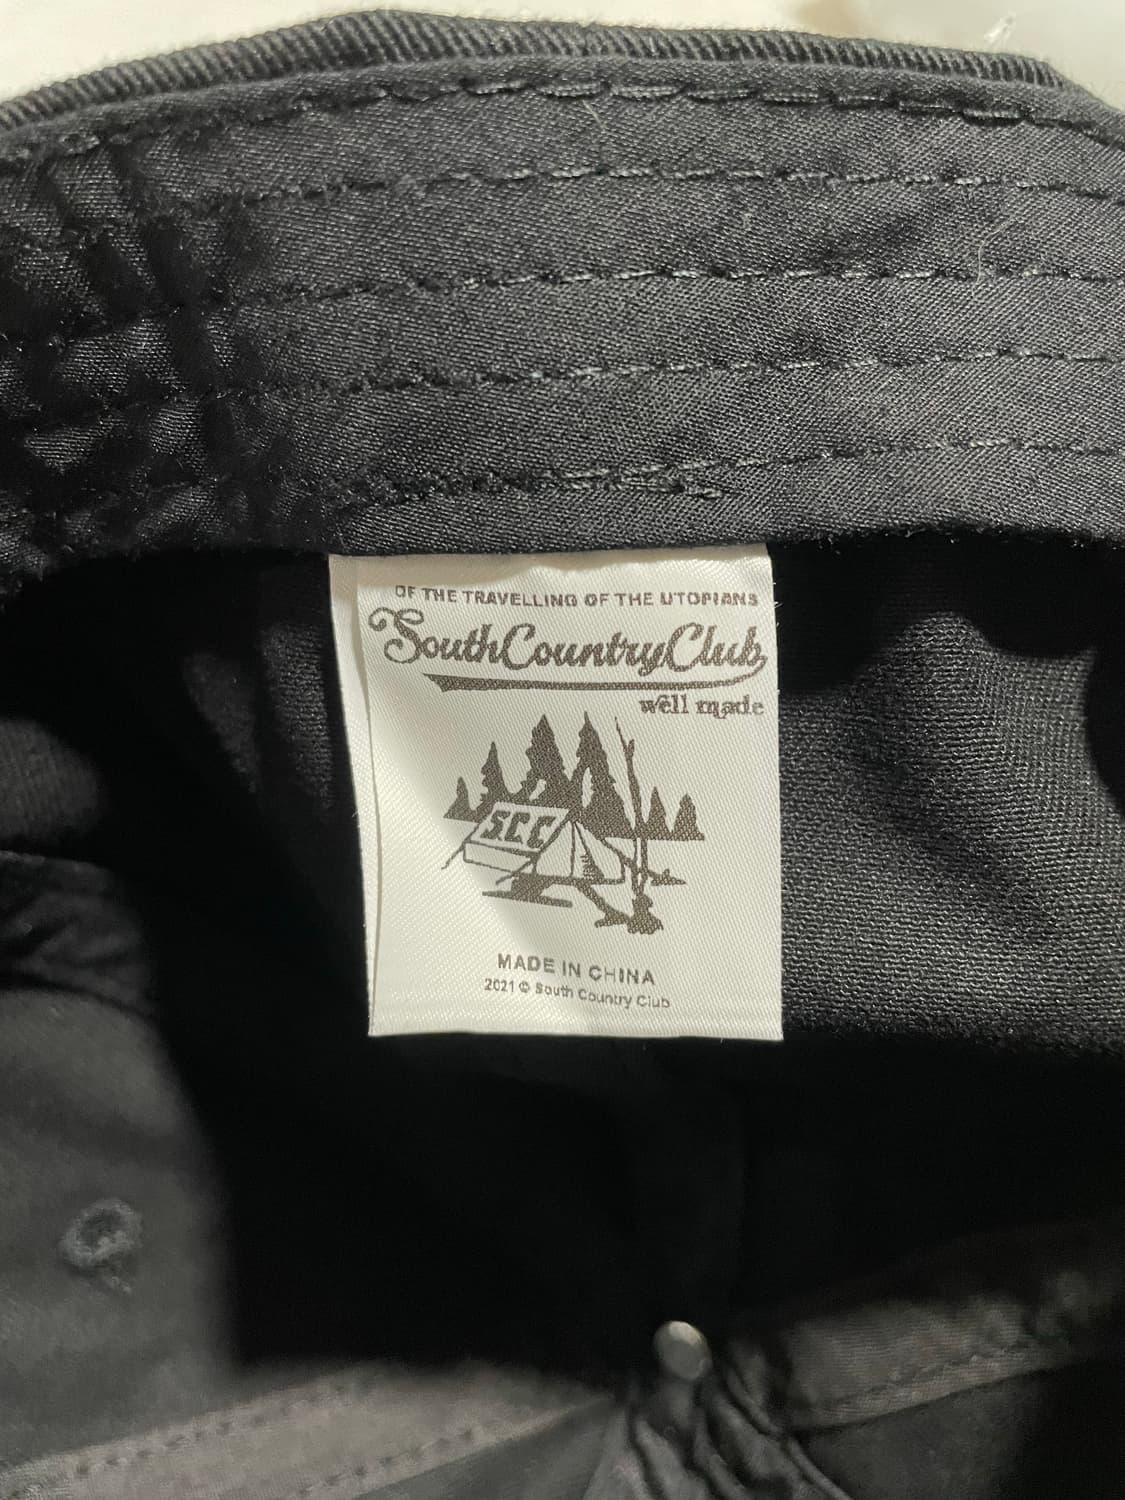 OF THE TRAVELLING OF THE UTOPIANS
SouthCountryClub
well made
S.C.C
MADE IN CHINA
2021 © South Country Club